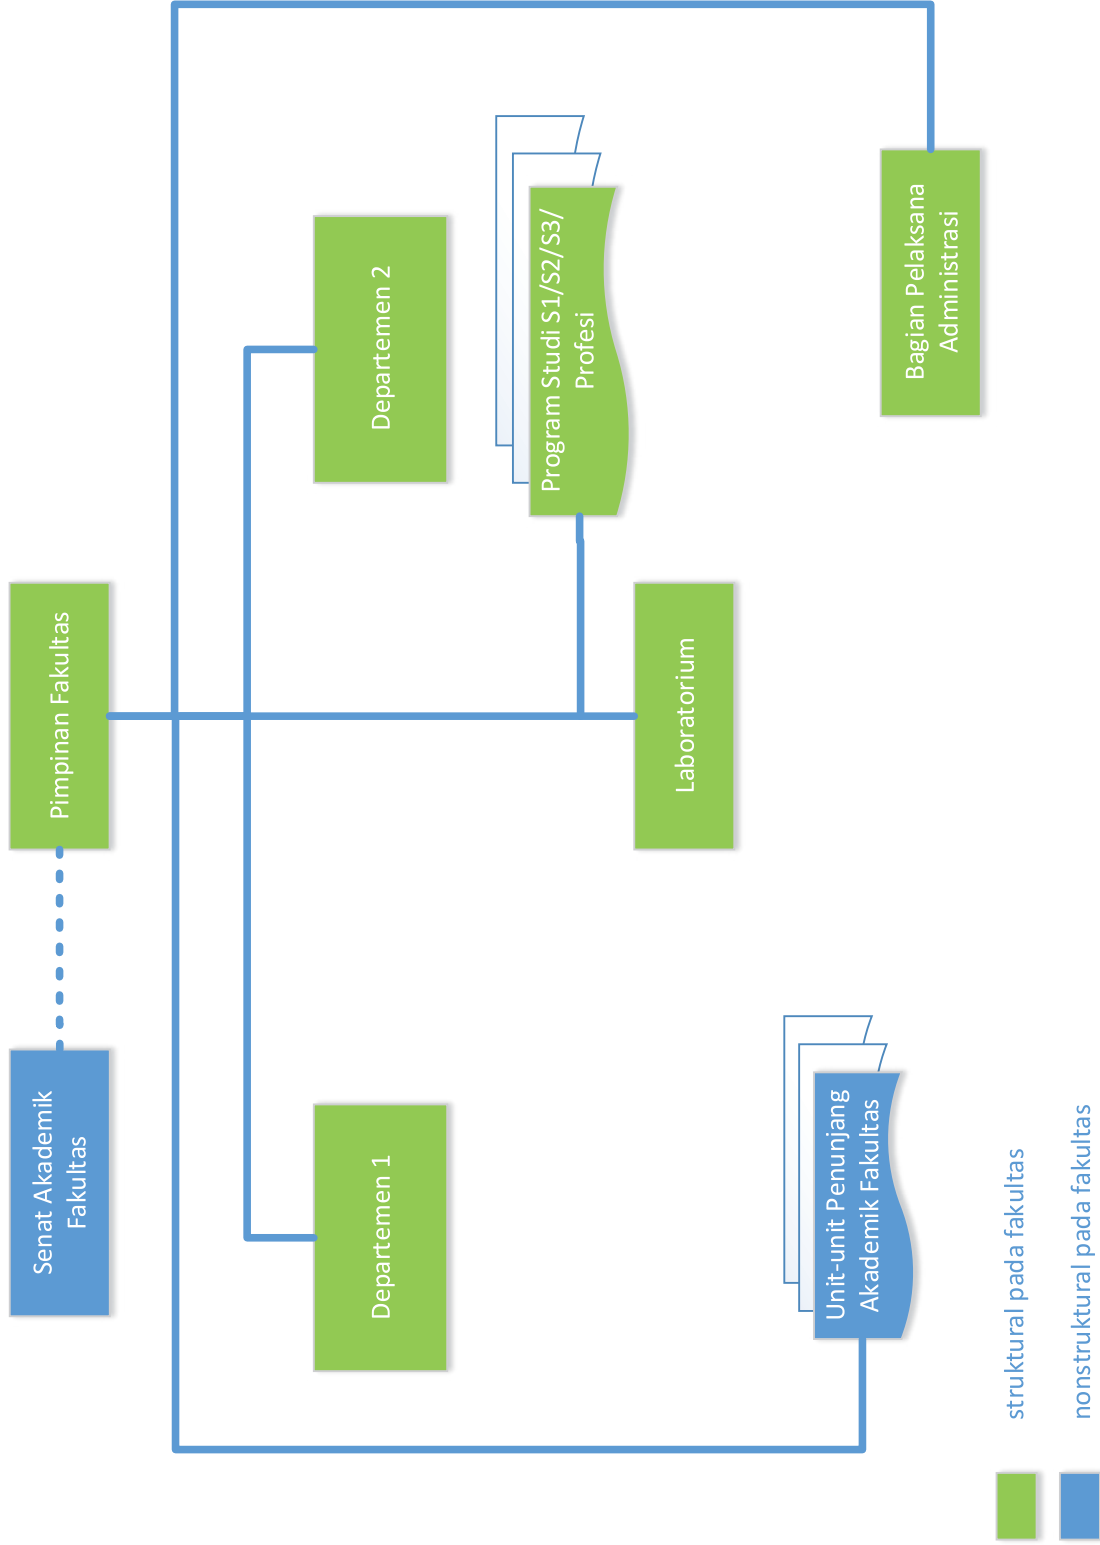 Senat Akademik
Fakultas
Pimpinan Fakultas
Departemen 1
Departemen 2
Program Studi S1/S2/S3/
Profesi
Laboratorium
Unit-unit Penunjang
Akademik Fakultas
Bagian Pelaksana
Administrasi
struktural pada fakultas
nonstruktural pada fakultas